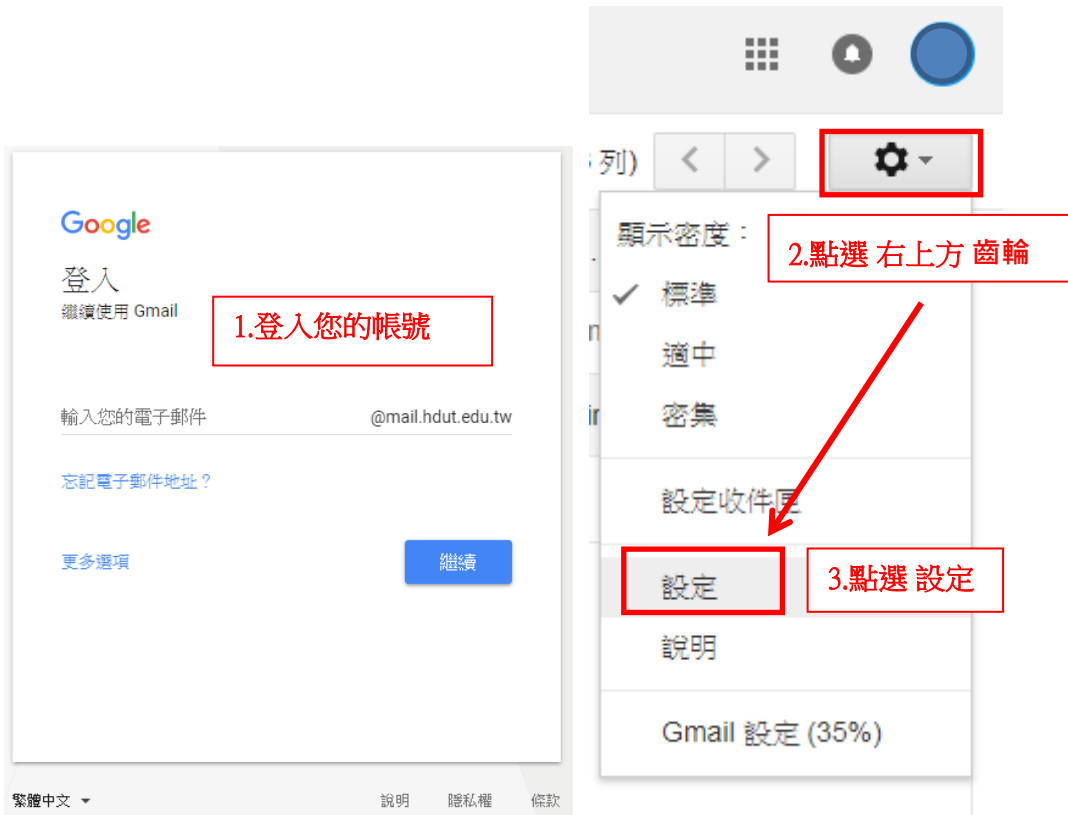 Google
登入
繼續使用 Gmail
1.登入您的帳號
輸入您的電子郵件 @mail.hdut.edu.tw
忘記電子郵件地址？
更多選項 繼續
繁體中文 說明 隱私權 條款
列)
顯示密度：
2.點選 右上方 齒輪
標準
適中
密集
設定收件匣
設定
3.點選 設定
說明
Gmail 設定 (35%)